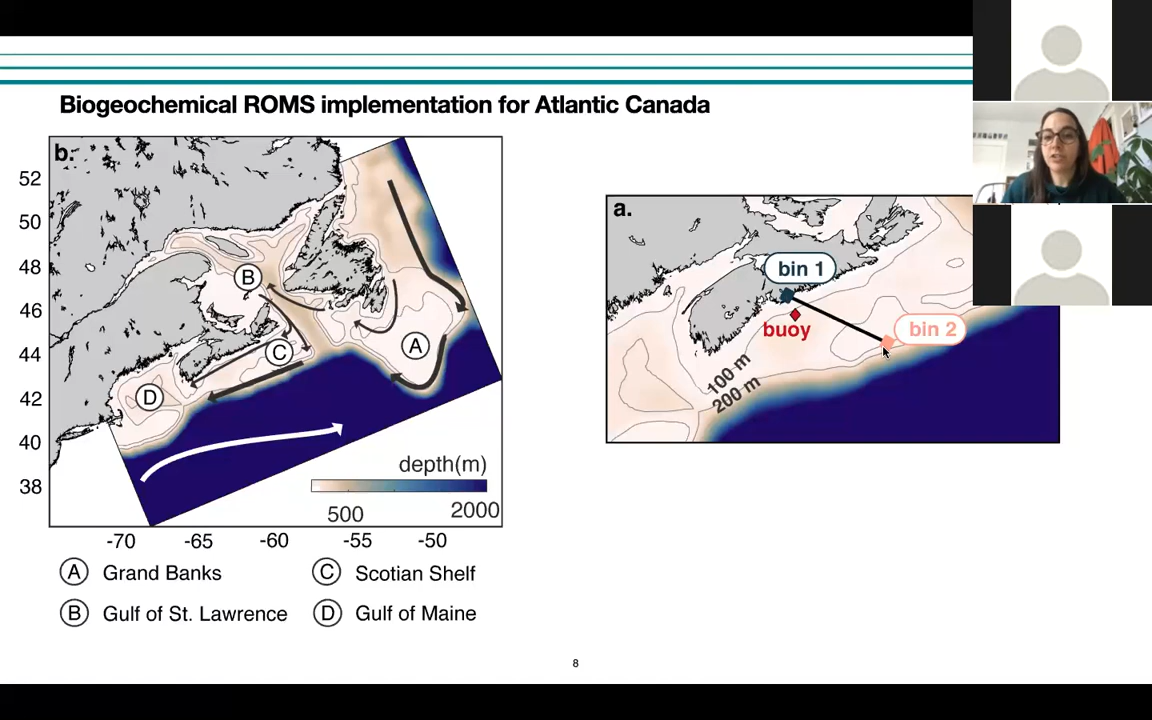 Biogeochemical ROMS implementation for Atlantic Canada
b.
52
50
48
46
44
42
40
38
B
A
C
D
depth(m)
500
2000
-70
-65
-60
-55
-50
A Grand Banks
C Scotian Shelf
B Gulf of St. Lawrence
D Gulf of Maine
a.
bin 1
buoy
bin 2
100 m
200 m
8